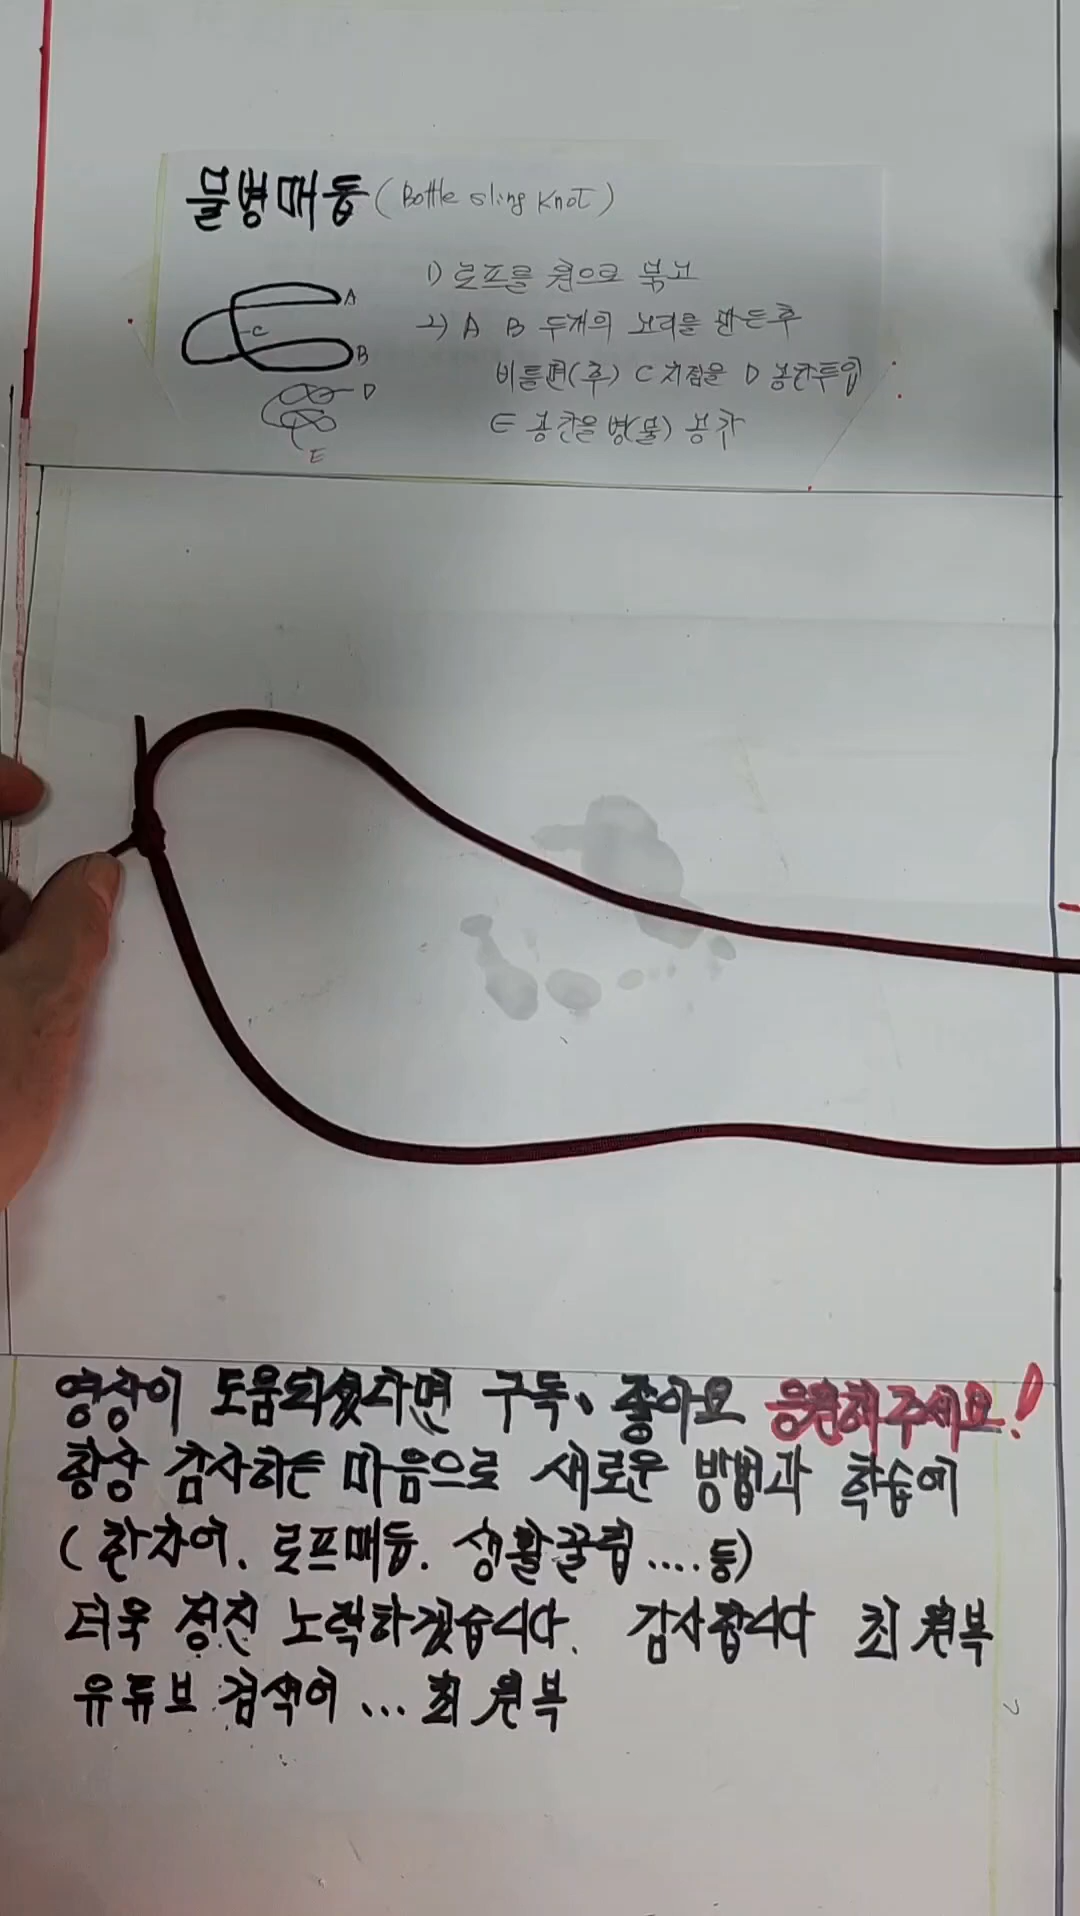 물병매듭 (Bottle sling Knot)
1) 로프를 원으로 묶고
2) A B 두개의 고리를 만든후
비틀면(후) C 지점을 D 공간투입
E 공간을 병(물) 공간
A
C
B
D
E
영상이 도움되셨다면 구독、좋아요 응원해주세요!
항상 감사하는 마음으로 새로운 방법과 학습에
(한자어. 로프매듭. 생활꿀팁....등)
더욱 정진 노력하겠습니다. 감사합니다 최원복
유튜브 검색어 ... 최원복